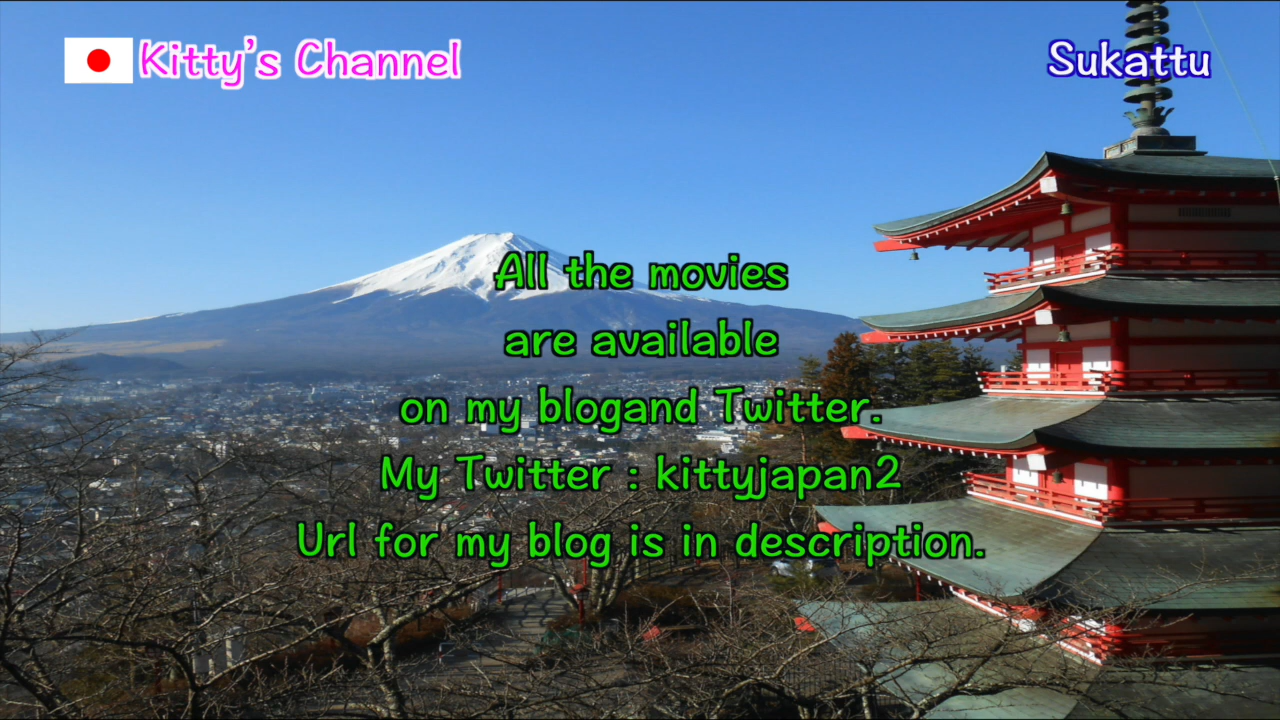 Kitty's Channel
Sukattu
All the movies
are available
on my blogand Twitter.
My Twitter : kittyjapan2
Url for my blog is in description.